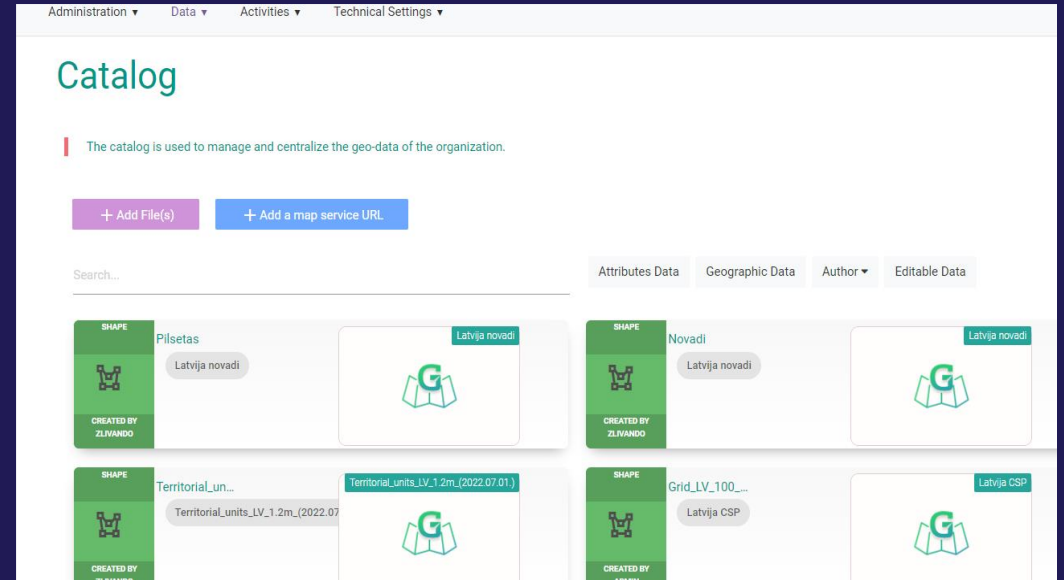 Administration ▾ Data ▾ Activities ▾ Technical Settings ▾
Catalog
The catalog is used to manage and centralize the geo-data of the organization.
+ Add File(s) + Add a map service URL
Search... Attributes Data Geographic Data Author ▾ Editable Data
SHAPE
Pilsetas
Latvija novadi
Latvija novadi
CREATED BY
ZLIVANDO
SHAPE
Novadi
Latvija novadi
Latvija novadi
CREATED BY
ZLIVANDO
SHAPE
Territorial_un...
Territorial_units_LV_1.2m_(2022.07
Territorial_units_LV_1.2m_(2022.07.01.)
CREATED BY
ZLIVANDO
SHAPE
Grid_LV_100_...
Latvija CSP
Latvija CSP
CREATED BY
ADMIN